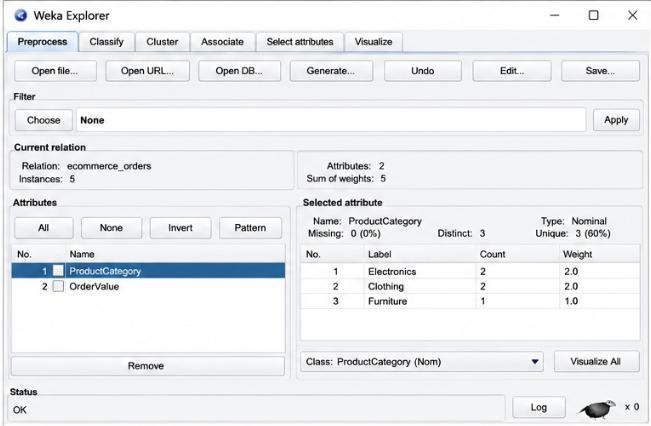 Weka Explorer
Preprocess Classify Cluster Associate Select attributes Visualize
Open file... Open URL... Open DB... Generate... Undo Edit... Save...
Filter
Choose None Apply
Current relation
Relation: ecommerce_orders
Instances: 5
Attributes: 2
Sum of weights: 5
Attributes
All None Invert Pattern
No. Name
1 ProductCategory
2 OrderValue
Remove
Selected attribute
Name: ProductCategory Type: Nominal
Missing: 0 (0%) Distinct: 3 Unique: 3 (60%)
No. Label Count Weight
1 Electronics 2 2.0
2 Clothing 2 2.0
3 Furniture 1 1.0
Class: ProductCategory (Nom) Visualize All
Status
OK Log x 0